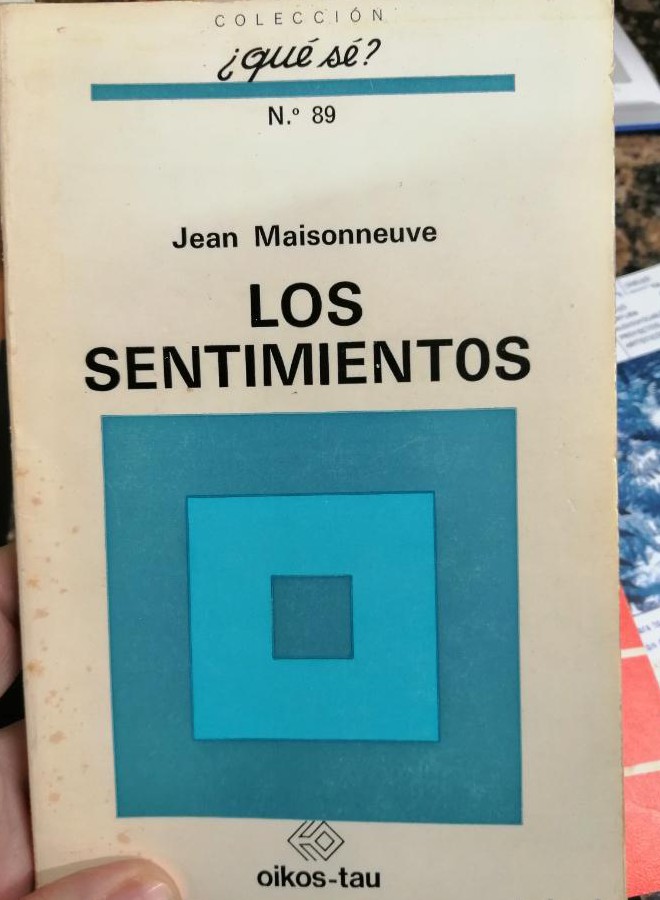 COLECCIÓN
¿qué sé?
N.º 89
Jean Maisonneuve
LOS
SENTIMIENTOS
oikos-tau